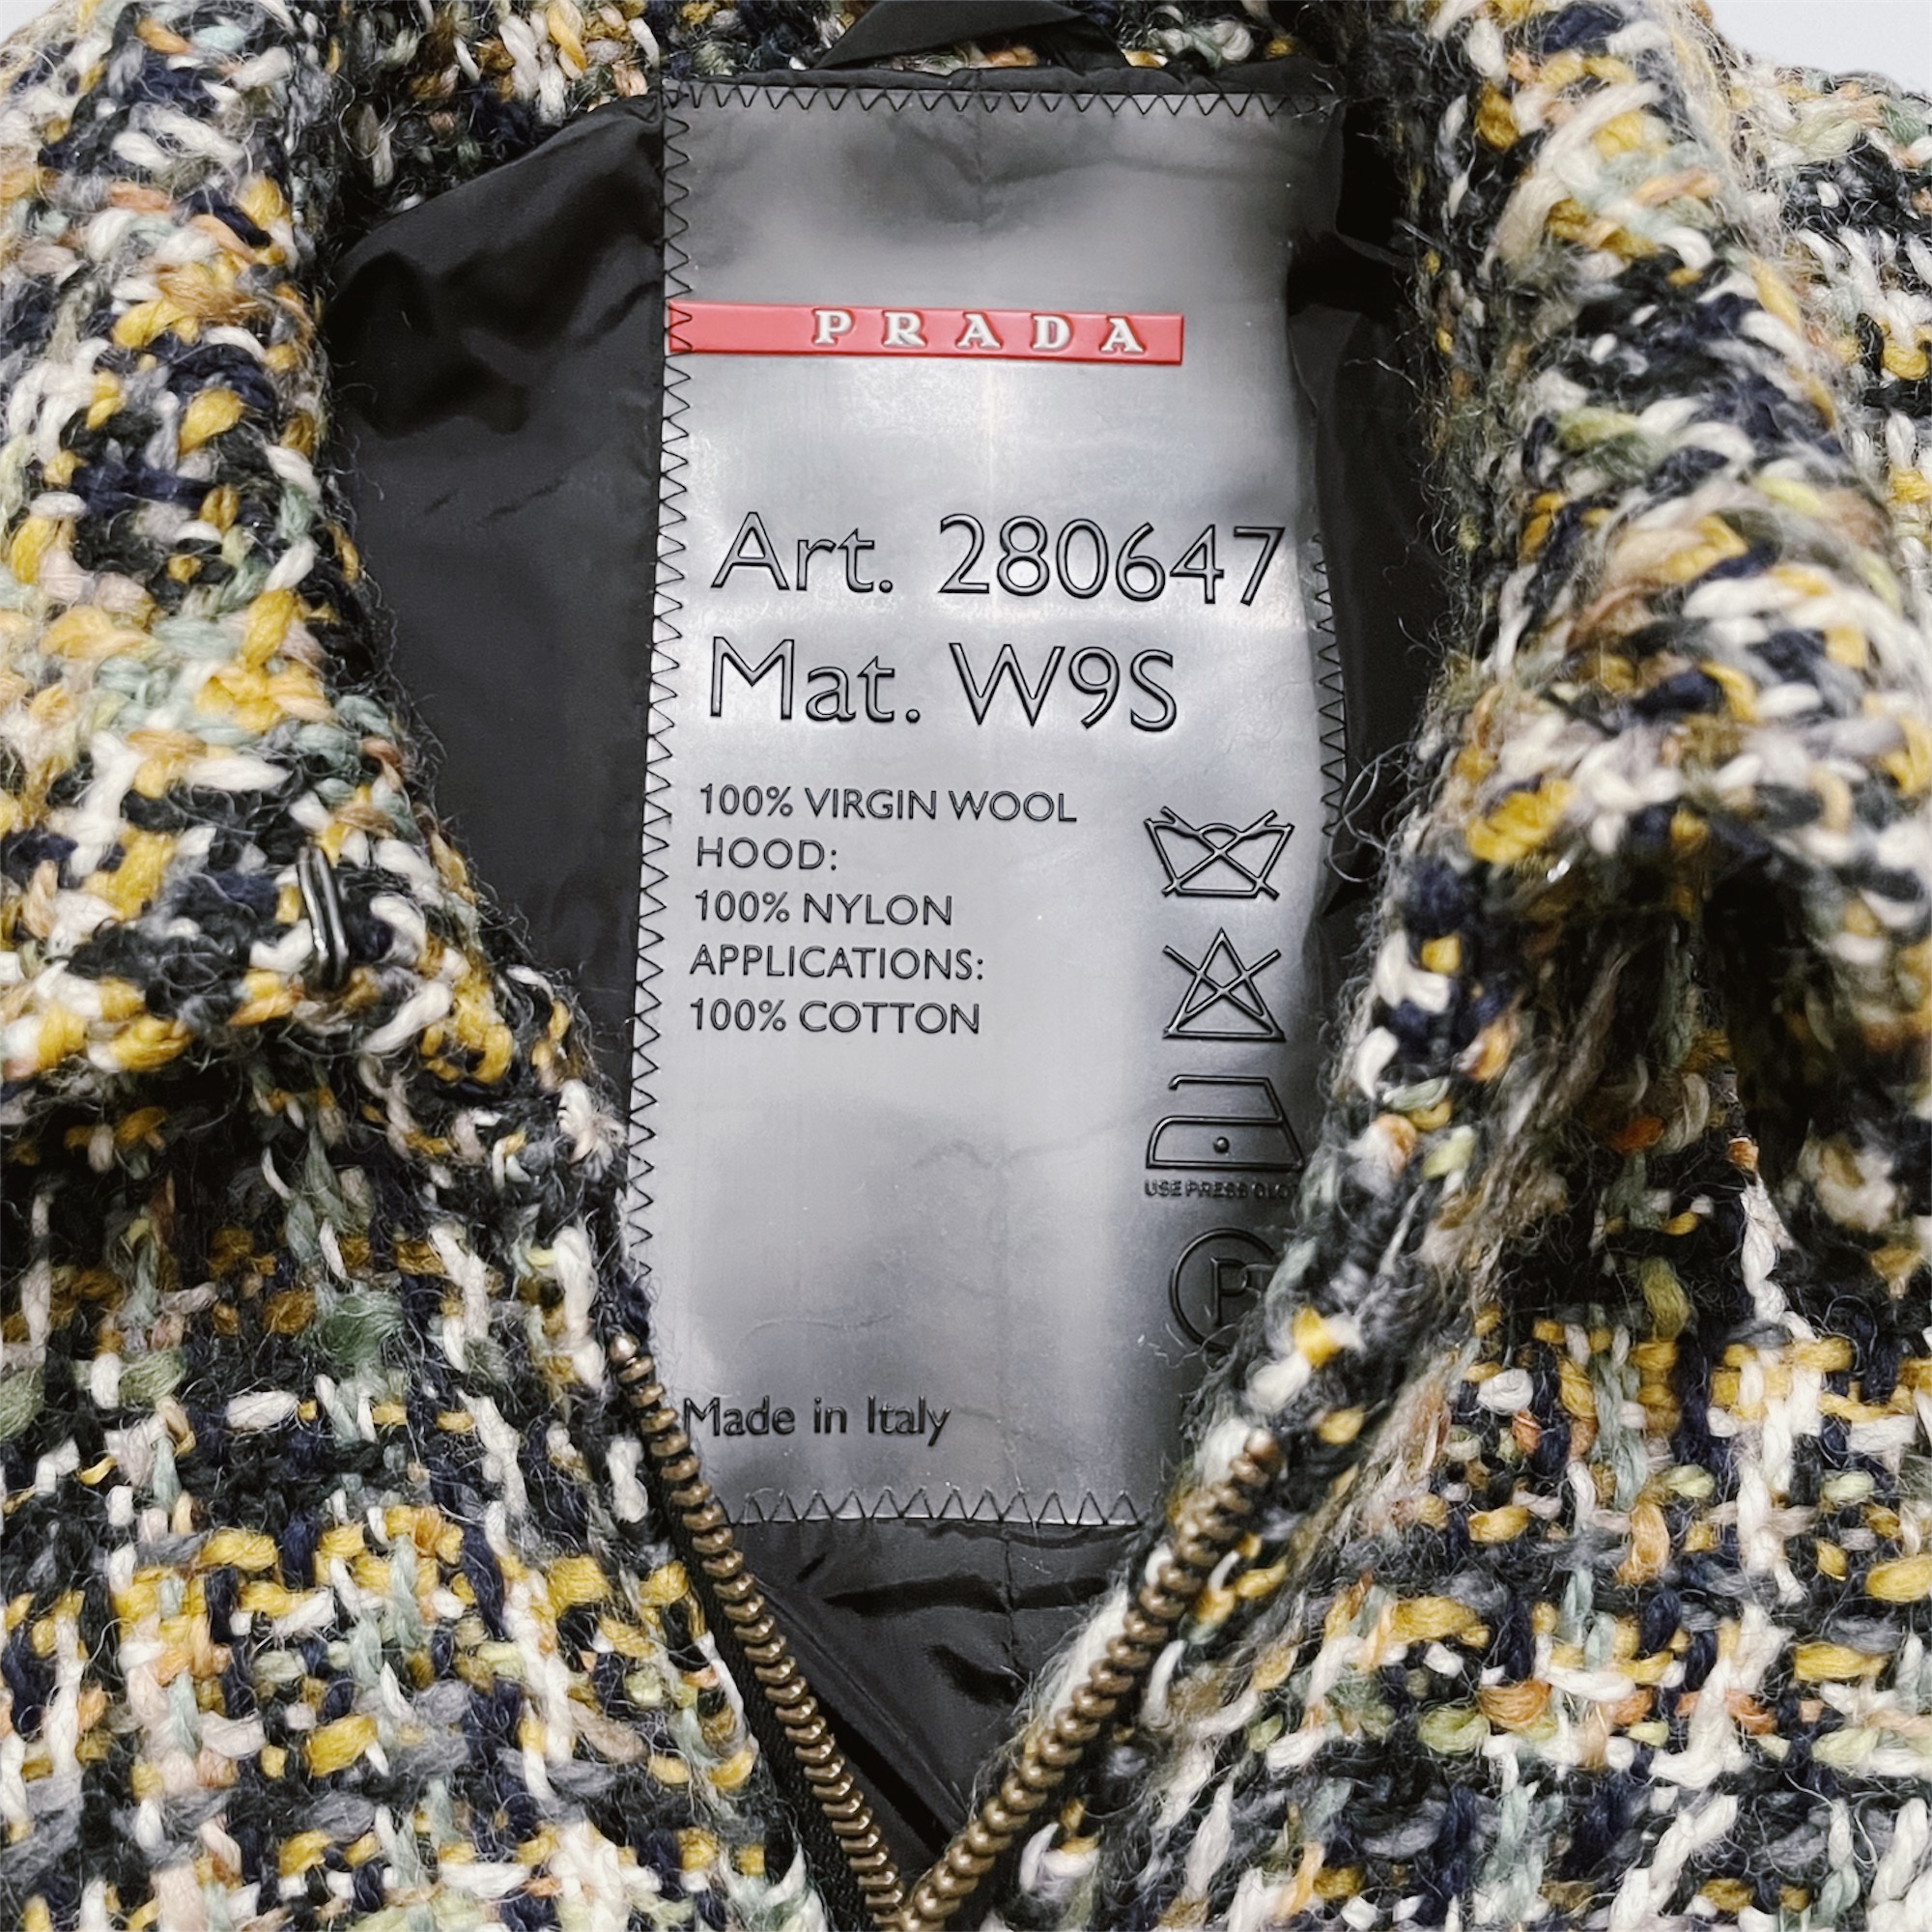 PRADA
Art. 280647
Mat. W9S
100% VIRGIN WOOL
HOOD:
100% NYLON
APPLICATIONS:
100% COTTON
USE PRESS
P
Made in Italy